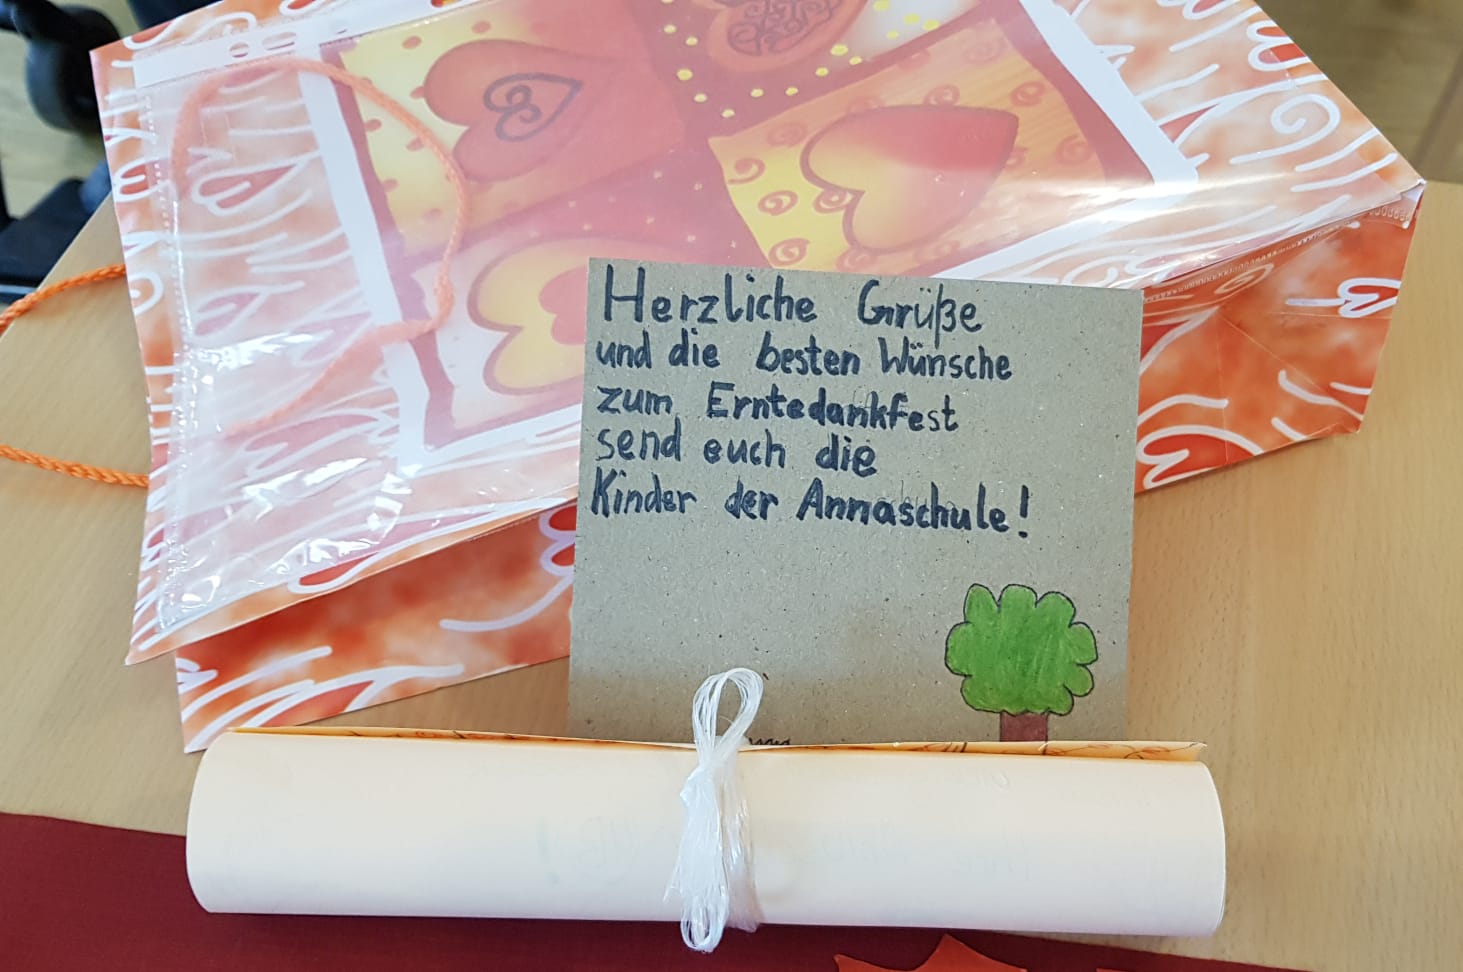 Herzliche Grüße
und die besten Wünsche
zum Erntedankfest
send euch die
Kinder der Annaschule!